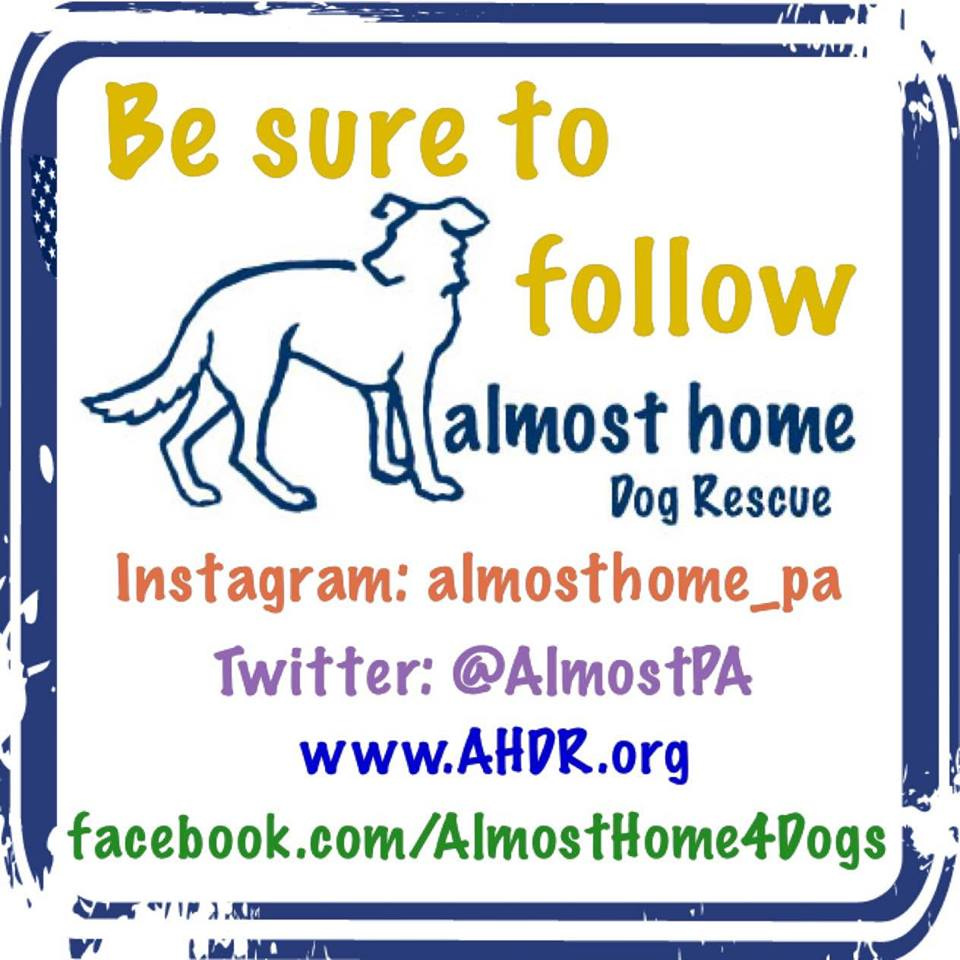 Be sure to
follow
almost home
Dog Rescue
Instagram: almosthome_pa
Twitter: @AlmostPA
www.AHDR.org
facebook.com/AlmostHome4Dogs